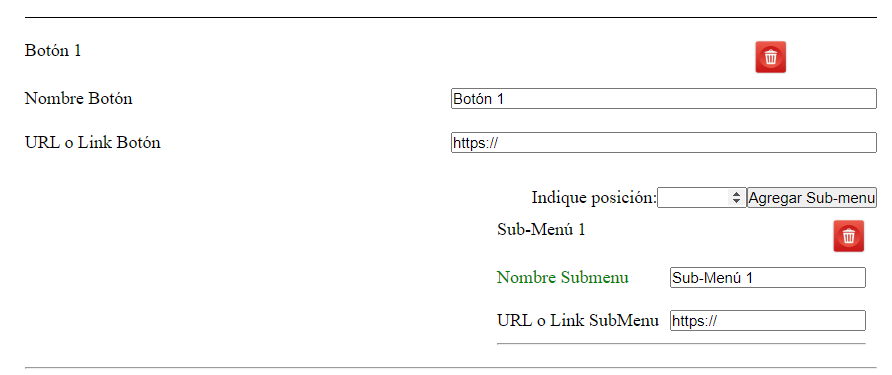 Botón 1
Nombre Botón Botón 1
URL o Link Botón https://
Indique posición: Agregar Sub-menu
Sub-Menú 1
Nombre Submenu Sub-Menú 1
URL o Link SubMenu https://